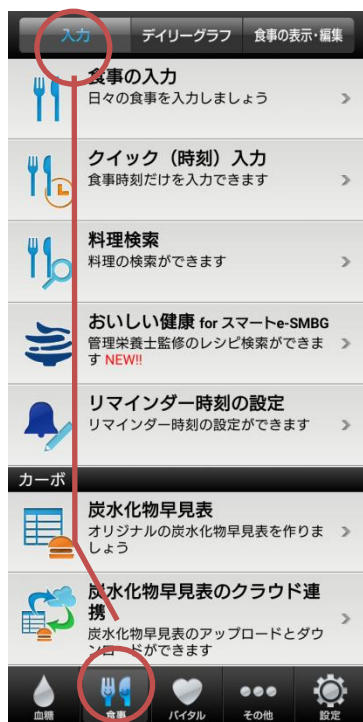 入力 デイリーグラフ 食事の表示・編集
食事の入力
日々の食事を入力しましょう
クイック（時刻）入力
食事時刻だけを入力できます
料理検索
料理の検索ができます
おいしい健康 for スマートe-SMBG
管理栄養士監修のレシピ検索ができま
す NEW!!
リマインダー時刻の設定
リマインダー時刻の設定ができます
カーボ
炭水化物早見表
オリジナルの炭水化物早見表を作りま
しょう
炭水化物早見表のクラウド連
携
炭水化物早見表のアップロードとダウ
ンロードができます
血糖 食事 バイタル その他 設定